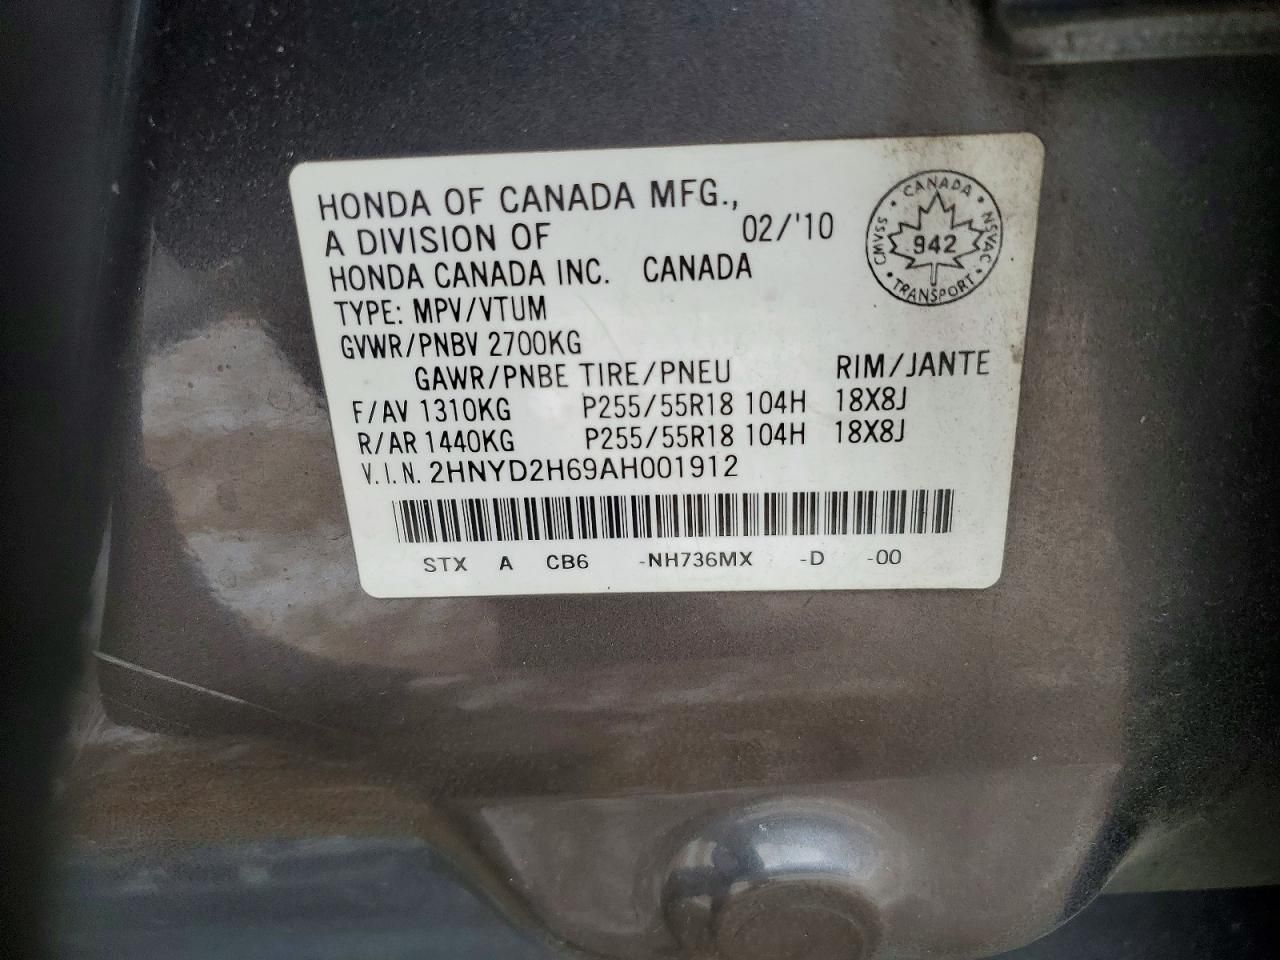 HONDA OF CANADA MFG.,
A DIVISION OF 02/'10
HONDA CANADA INC. CANADA
TYPE: MPV/VTUM
GVWR/PNBV 2700KG
GAWR/PNBE TIRE/PNEU RIM/JANTE
F/AV 1310KG P255/55R18 104H 18X8J
R/AR 1440KG P255/55R18 104H 18X8J
V.I.N. 2HNYD2H69AH001912
STX A CB6 -NH736MX -D -00
CANADA
CMVSS 942 NSVAC
TRANSPORT